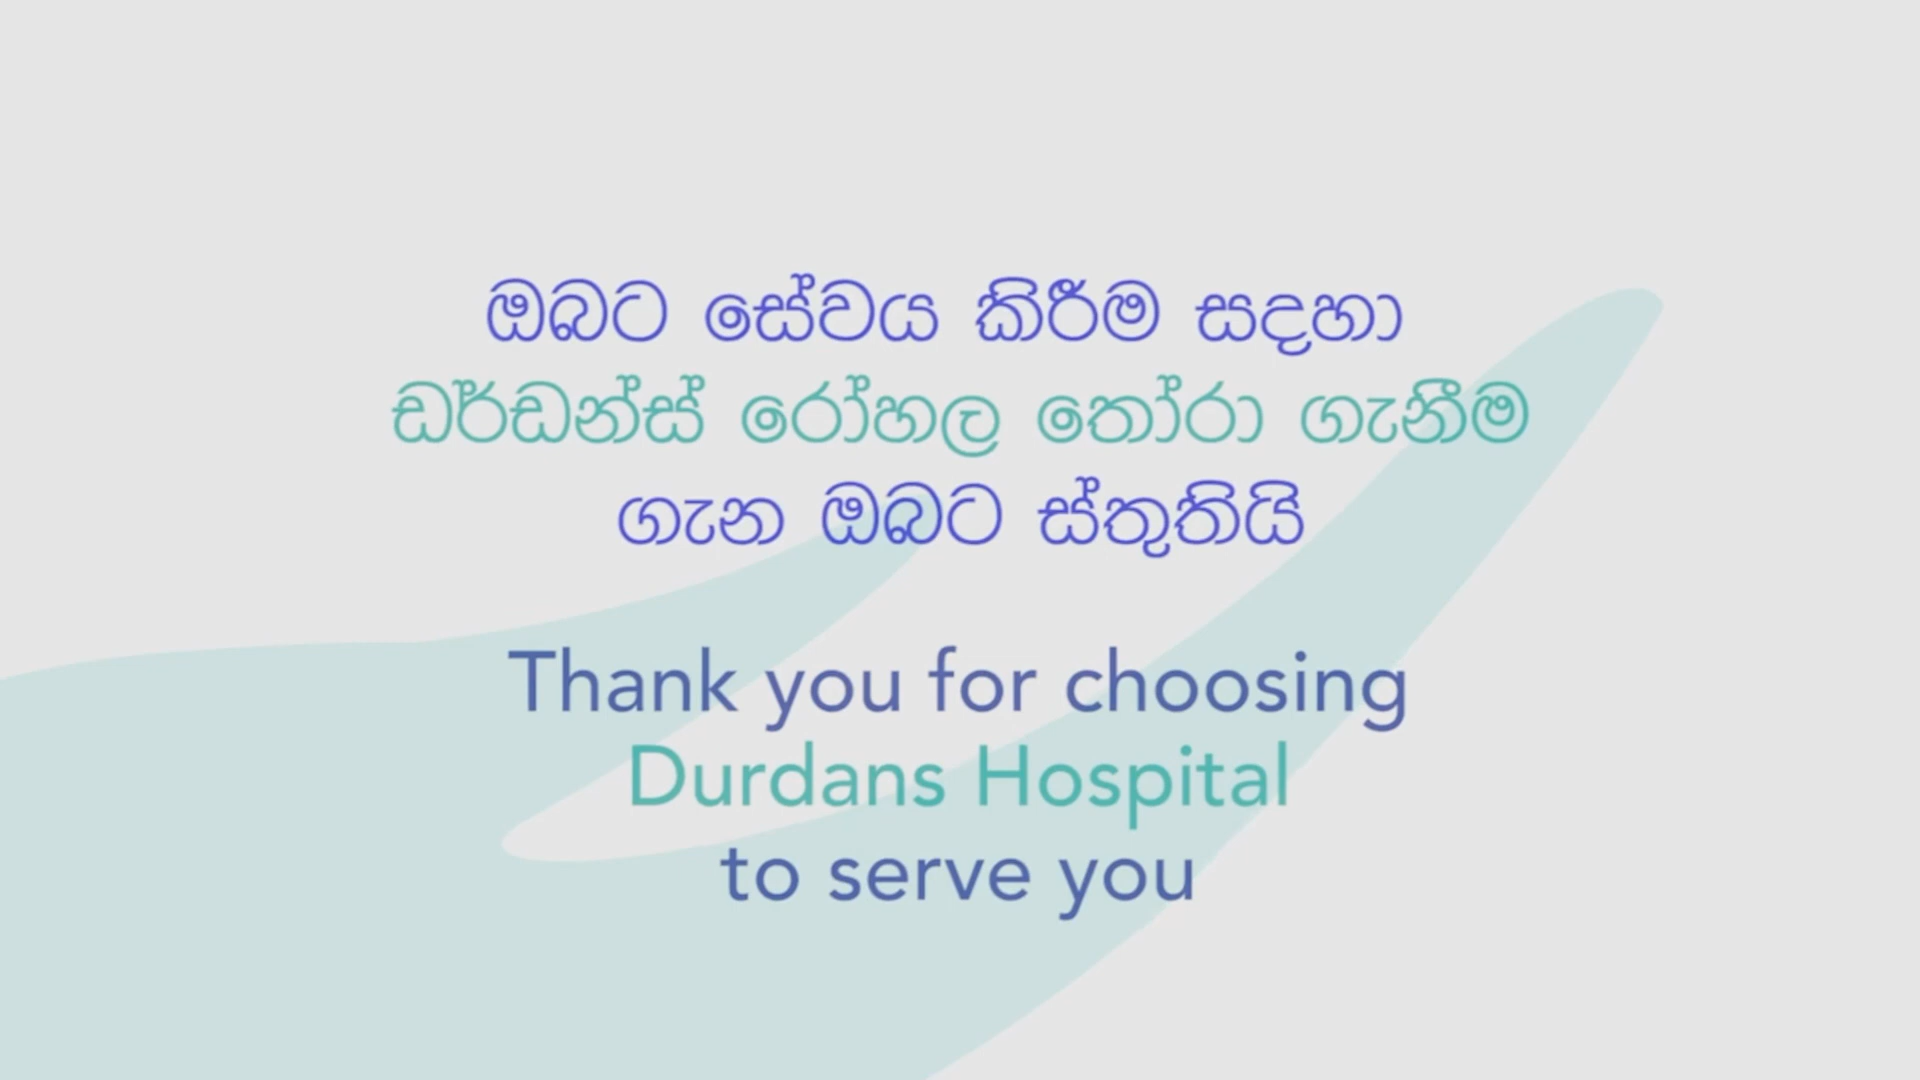 ඔබට සේවය කිරීම සඳහා
ඩර්ඩන්ස් රෝහල තෝරා ගැනීම
ගැන ඔබට ස්තුතියි
Thank you for choosing
Durdans Hospital
to serve you